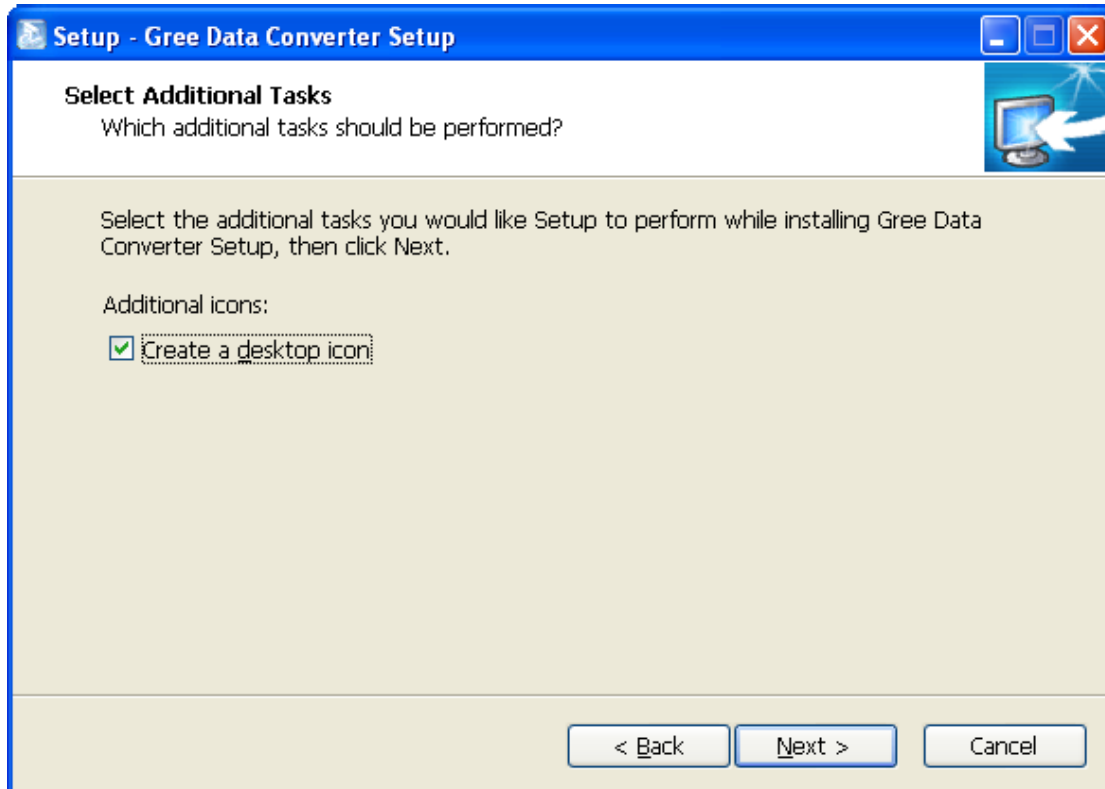 Setup - Gree Data Converter Setup
Select Additional Tasks
Which additional tasks should be performed?
Select the additional tasks you would like Setup to perform while installing Gree Data
Converter Setup, then click Next.
Additional icons:
Create a desktop icon
< Back
Next >
Cancel